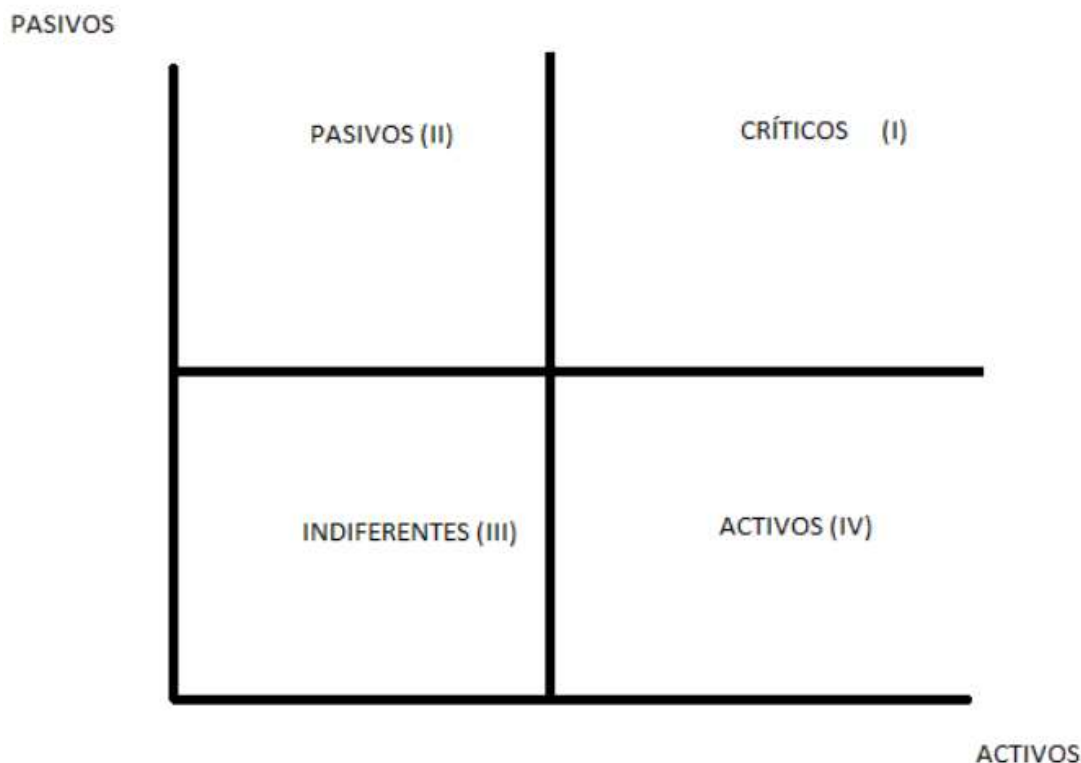 PASIVOS
PASIVOS (II)
CRÍTICOS (I)
INDIFERENTES (III)
ACTIVOS (IV)
ACTIVOS